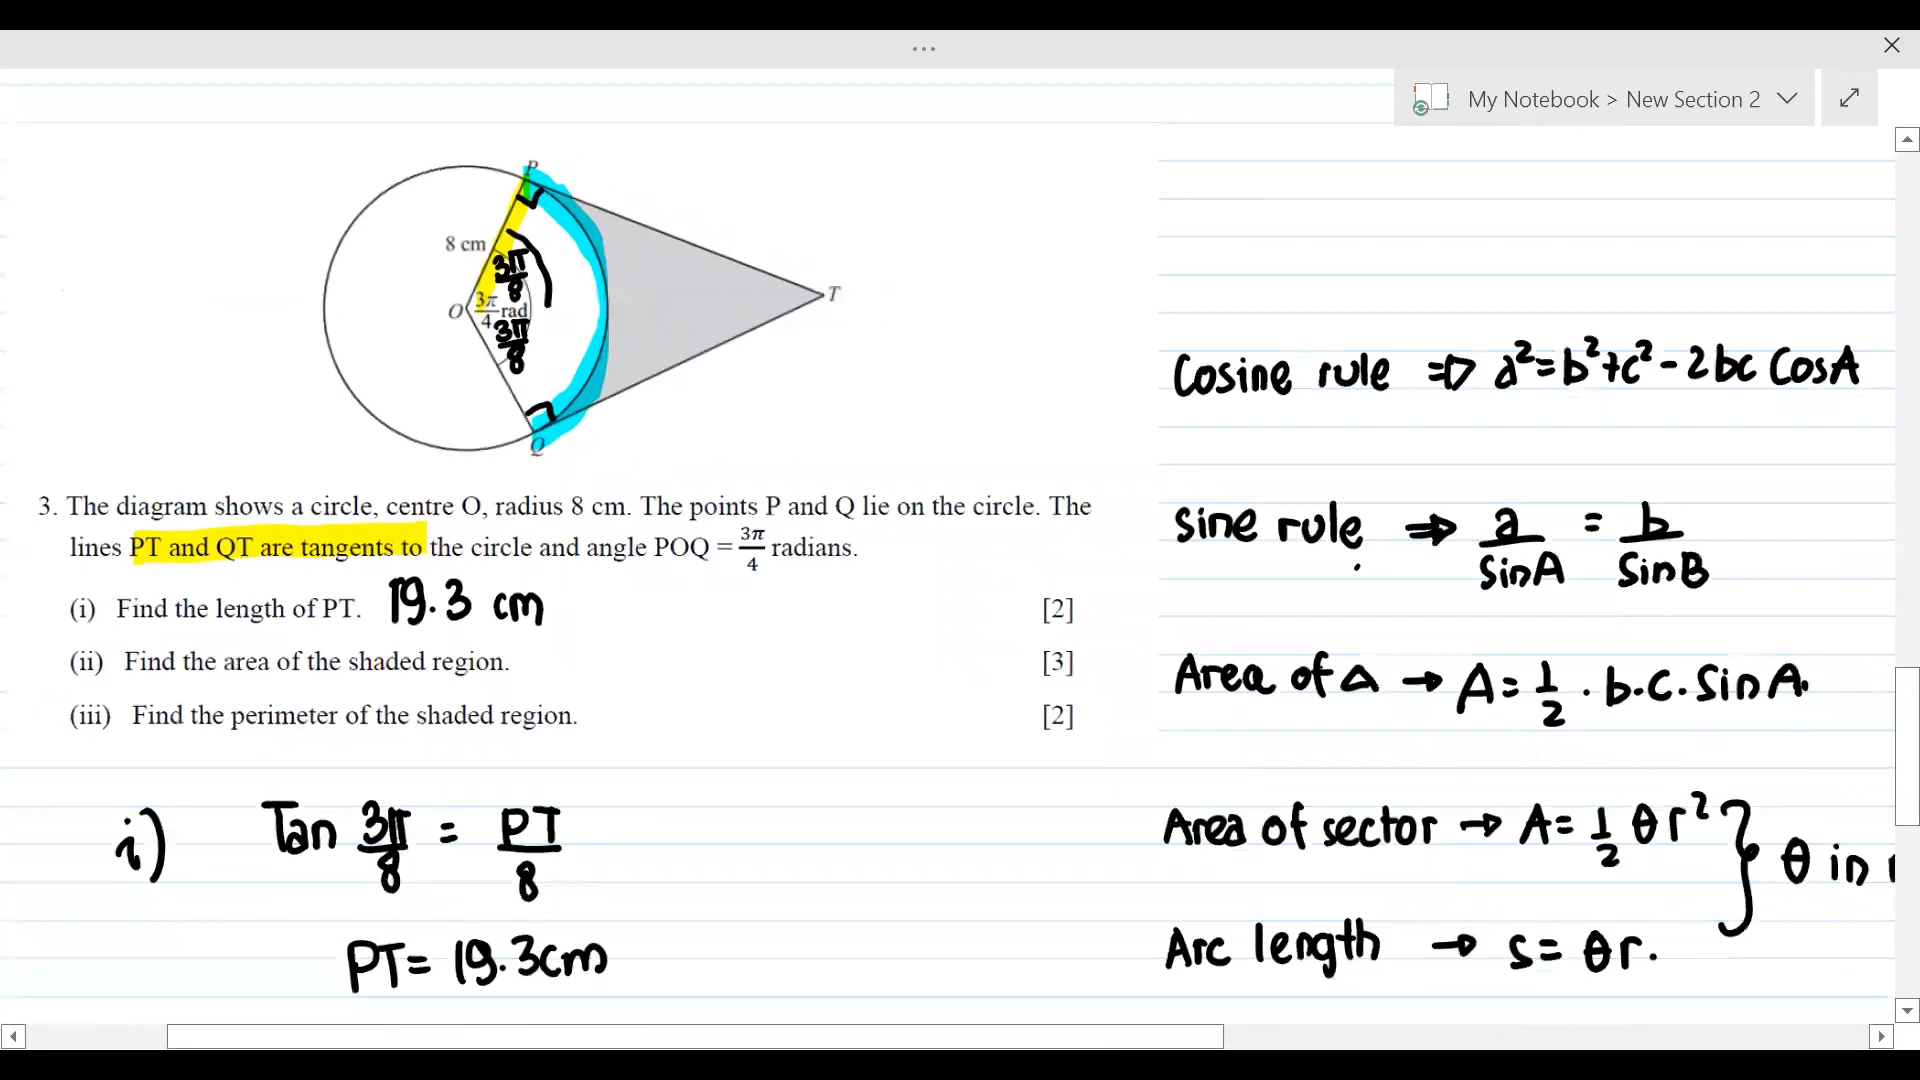 My Notebook > New Section 2
P
8 cm
3π/8
O 3π/4 rad
3π/8
T
Q
3. The diagram shows a circle, centre O, radius 8 cm. The points P and Q lie on the circle. The
lines PT and QT are tangents to the circle and angle POQ = 3π/4 radians.
(i) Find the length of PT. 19.3 cm [2]
(ii) Find the area of the shaded region. [3]
(iii) Find the perimeter of the shaded region. [2]
i) Tan 3π/8 = PT/8
PT = 19.3cm
Cosine rule ⇒ a² = b² + c² - 2bc CosA
Sine rule ⇒ a/SinA = b/SinB
Area of Δ → A = 1/2 . b.c. Sin A.
Area of sector → A = 1/2 θ r² } θ in
Arc length → s = θr.